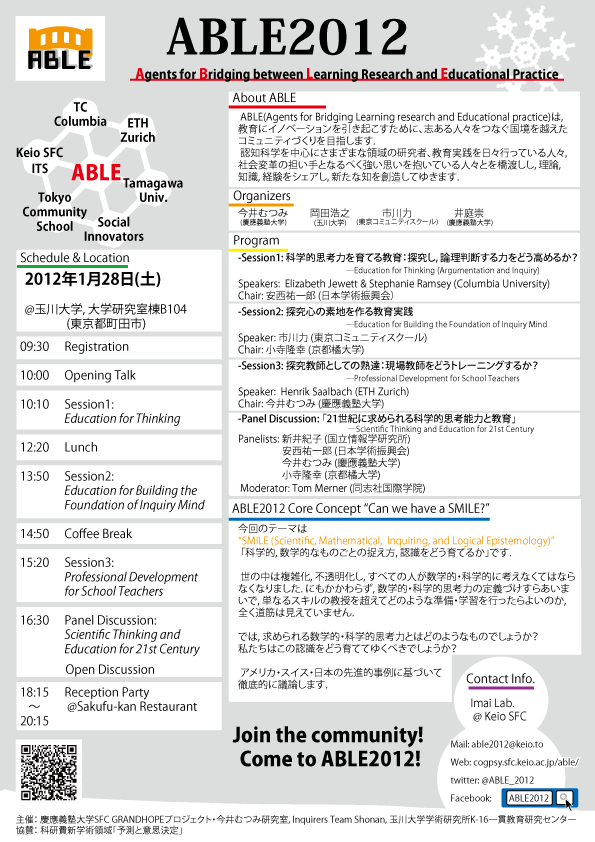 ABLE
ABLE2012
Agents for Bridging between Learning Research and Educational Practice
TC
Columbia
ETH
Zurich
Keio SFC
ITS
ABLE
Tamagawa
Univ.
Tokyo
Community
School
Social
Innovators
Schedule & Location
2012年1月28日(土)
@玉川大学, 大学研究室棟B104
(東京都町田市)
09:30 Registration
10:00 Opening Talk
10:10 Session1:
Education for Thinking
12:20 Lunch
13:50 Session2:
Education for Building the
Foundation of Inquiry Mind
14:50 Coffee Break
15:20 Session3:
Professional Development
for School Teachers
16:30 Panel Discussion:
Scientific Thinking and
Education for 21st Century
Open Discussion
18:15 Reception Party
～ @Sakufu-kan Restaurant
20:15
About ABLE
ABLE(Agents for Bridging Learning research and Educational practice)は,
教育にイノベーションを引き起こすために、志ある人々をつなぐ国境を越えた
コミュニティづくりを目指します.
認知科学を中心にさまざまな領域の研究者、教育実践を日々行っている人々,
社会変革の担い手となるべく強い思いを抱いている人々とを橋渡しし, 理論,
知識, 経験をシェアし, 新たな知を創造してゆきます.
Organizers
今井むつみ 岡田浩之 市川力 井庭崇
(慶應義塾大学) (玉川大学) (東京コミュニティスクール) (慶應義塾大学)
Program
-Session1: 科学的思考力を育てる教育: 探究し, 論理判断する力をどう高めるか?
—Education for Thinking (Argumentation and Inquiry)
Speakers: Elizabeth Jewett & Stephanie Ramsey (Columbia University)
Chair: 安西祐一郎 (日本学術振興会)
-Session2: 探究心の素地を作る教育実践
—Education for Building the Foundation of Inquiry Mind
Speaker: 市川力 (東京コミュニティスクール)
Chair: 小寺隆幸 (京都橘大学)
-Session3: 探究教師としての熟達: 現場教師をどうトレーニングするか?
—Professional Development for School Teachers
Speaker: Henrik Saalbach (ETH Zurich)
Chair: 今井むつみ (慶應義塾大学)
-Panel Discussion: 「21世紀に求められる科学的思考能力と教育」
—Scientific Thinking and Education for 21st Century
Panelists: 新井紀子 (国立情報学研究所)
安西祐一郎 (日本学術振興会)
今井むつみ (慶應義塾大学)
小寺隆幸 (京都橘大学)
Moderator: Tom Merner (同志社国際学院)
ABLE2012 Core Concept "Can we have a SMILE?"
今回のテーマは
"SMILE (Scientific, Mathematical, Inquiring, and Logical Epistemology)"
「科学的, 数学的なものごとの捉え方, 認識をどう育てるか」です.
世の中は複雑化, 不透明化し, すべての人が数学的・科学的に考えなくてはなら
なくなりました. にもかかわらず, 数学的・科学的思考力の定義づけすらあいま
いで, 単なるスキルの教授を超えてどのような準備・学習を行ったらよいのか,
全く道筋は見えていません.
では, 求められる数学的・科学的思考力とはどのようなものでしょうか?
私たちはこの認識をどう育ててゆくべきでしょうか?
アメリカ・スイス・日本の先進的事例に基づいて
徹底的に議論します.
Join the community!
Come to ABLE2012!
Contact Info.
Imai Lab.
@ Keio SFC
Mail: able2012@keio.to
Web: cogpsy.sfc.keio.ac.jp/able/
twitter: @ABLE_2012
Facebook: ABLE2012
主催: 慶應義塾大学SFC GRANDHOPEプロジェクト・今井むつみ研究室, Inquirers Team Shonan, 玉川大学学術研究所K-16一貫教育研究センター
協賛: 科研費新学術領域「予測と意思決定」